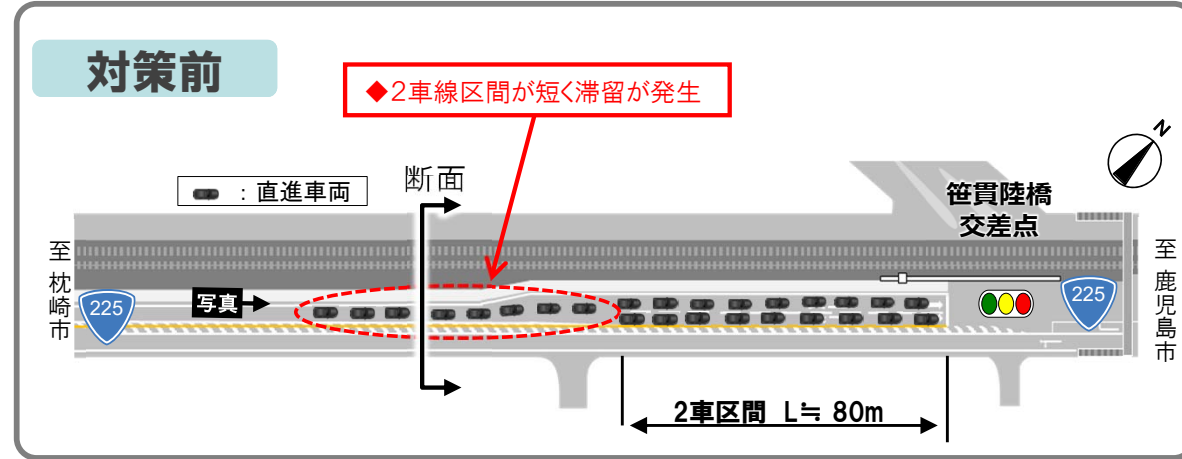 対策前
◆2車線区間が短く滞留が発生
N
：直進車両
断面
笹貫陸橋
交差点
至 枕崎市
225
写真
225
至 鹿児島市
2車区間 L≒ 80m